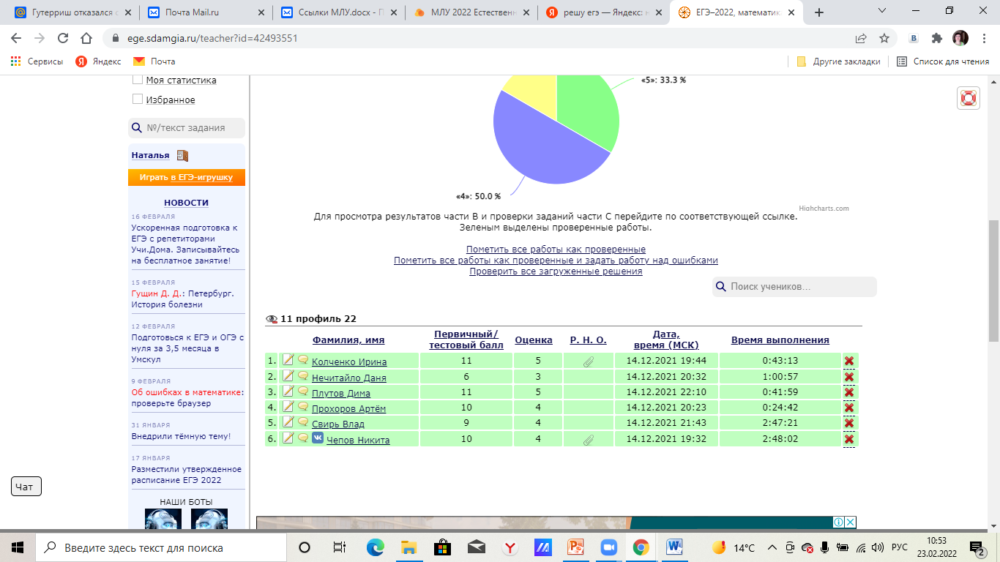 Гутерриш отказался с
Почта Mail.ru
Ссылки МЛУ.docx - П
МЛУ 2022 Естественн
решу егэ — Яндекс: н
ЕГЭ–2022, математика
ege.sdamgia.ru/teacher?id=42493551
Сервисы
Яндекс
Почта
Другие закладки
Список для чтения
Моя статистика
Избранное
№/текст задания
Наталья
Играть в ЕГЭ-игрушку
НОВОСТИ
16 ФЕВРАЛЯ
Ускоренная подготовка к
ЕГЭ с репетиторами
Учи.Дома. Записывайтесь
на бесплатное занятие!
15 ФЕВРАЛЯ
Гущин Д. Д.: Петербург.
История болезни
12 ФЕВРАЛЯ
Подготовься к ЕГЭ и ОГЭ с
нуля за 3,5 месяца в
Умскул
9 ФЕВРАЛЯ
Об ошибках в математике:
проверьте браузер
31 ЯНВАРЯ
Внедрили тёмную тему!
17 ЯНВАРЯ
Разместили утвержденное
расписание ЕГЭ 2022
НАШИ БОТЫ
Чат
«5»: 33.3 %
«4»: 50.0 %
Highcharts.com
Для просмотра результатов части В и проверки заданий части С перейдите по соответствующей ссылке.
Зеленым выделены проверенные работы.
Пометить все работы как проверенные
Пометить все работы как проверенные и задать работу над ошибками
Проверить все загруженные решения
Поиск учеников...
11 профиль 22
Фамилия, имя Первичный/ тестовый балл Оценка Р. Н. О. Дата, время (МСК) Время выполнения
1. Колченко Ирина 11 5 14.12.2021 19:44 0:43:13
2. Нечитайло Даня 6 3 14.12.2021 20:32 1:00:57
3. Плутов Дима 11 5 14.12.2021 22:10 0:41:59
4. Прохоров Артём 10 4 14.12.2021 20:23 0:24:42
5. Свирь Влад 9 4 14.12.2021 21:43 2:47:21
6. Чепов Никита 10 4 14.12.2021 19:32 2:48:02
Введите здесь текст для поиска
14°C
РУС
10:53
23.02.2022
2